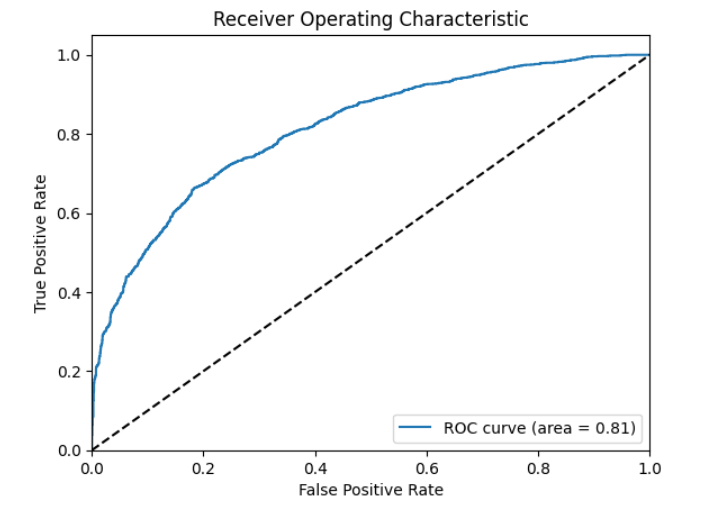 Receiver Operating Characteristic
1.0
0.8
0.6
0.4
0.2
0.0
True Positive Rate
ROC curve (area = 0.81)
0.0 0.2 0.4 0.6 0.8 1.0
False Positive Rate